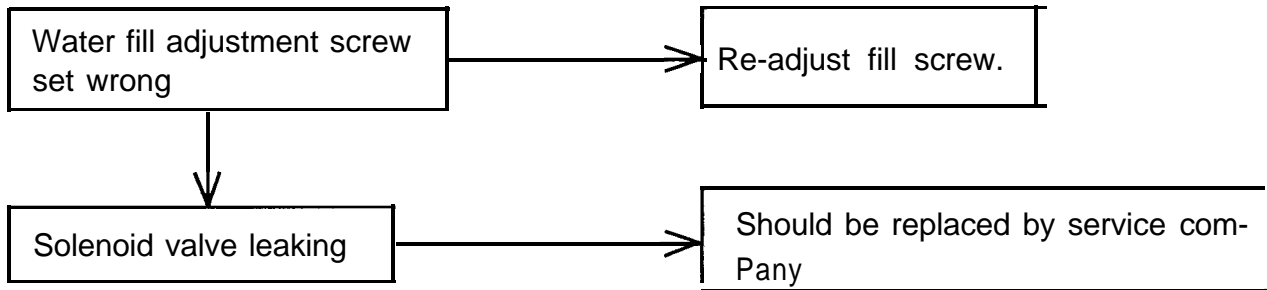 Water fill adjustment screw
set wrong
Re-adjust fill screw.
Solenoid valve leaking
Should be replaced by service com-
Pany